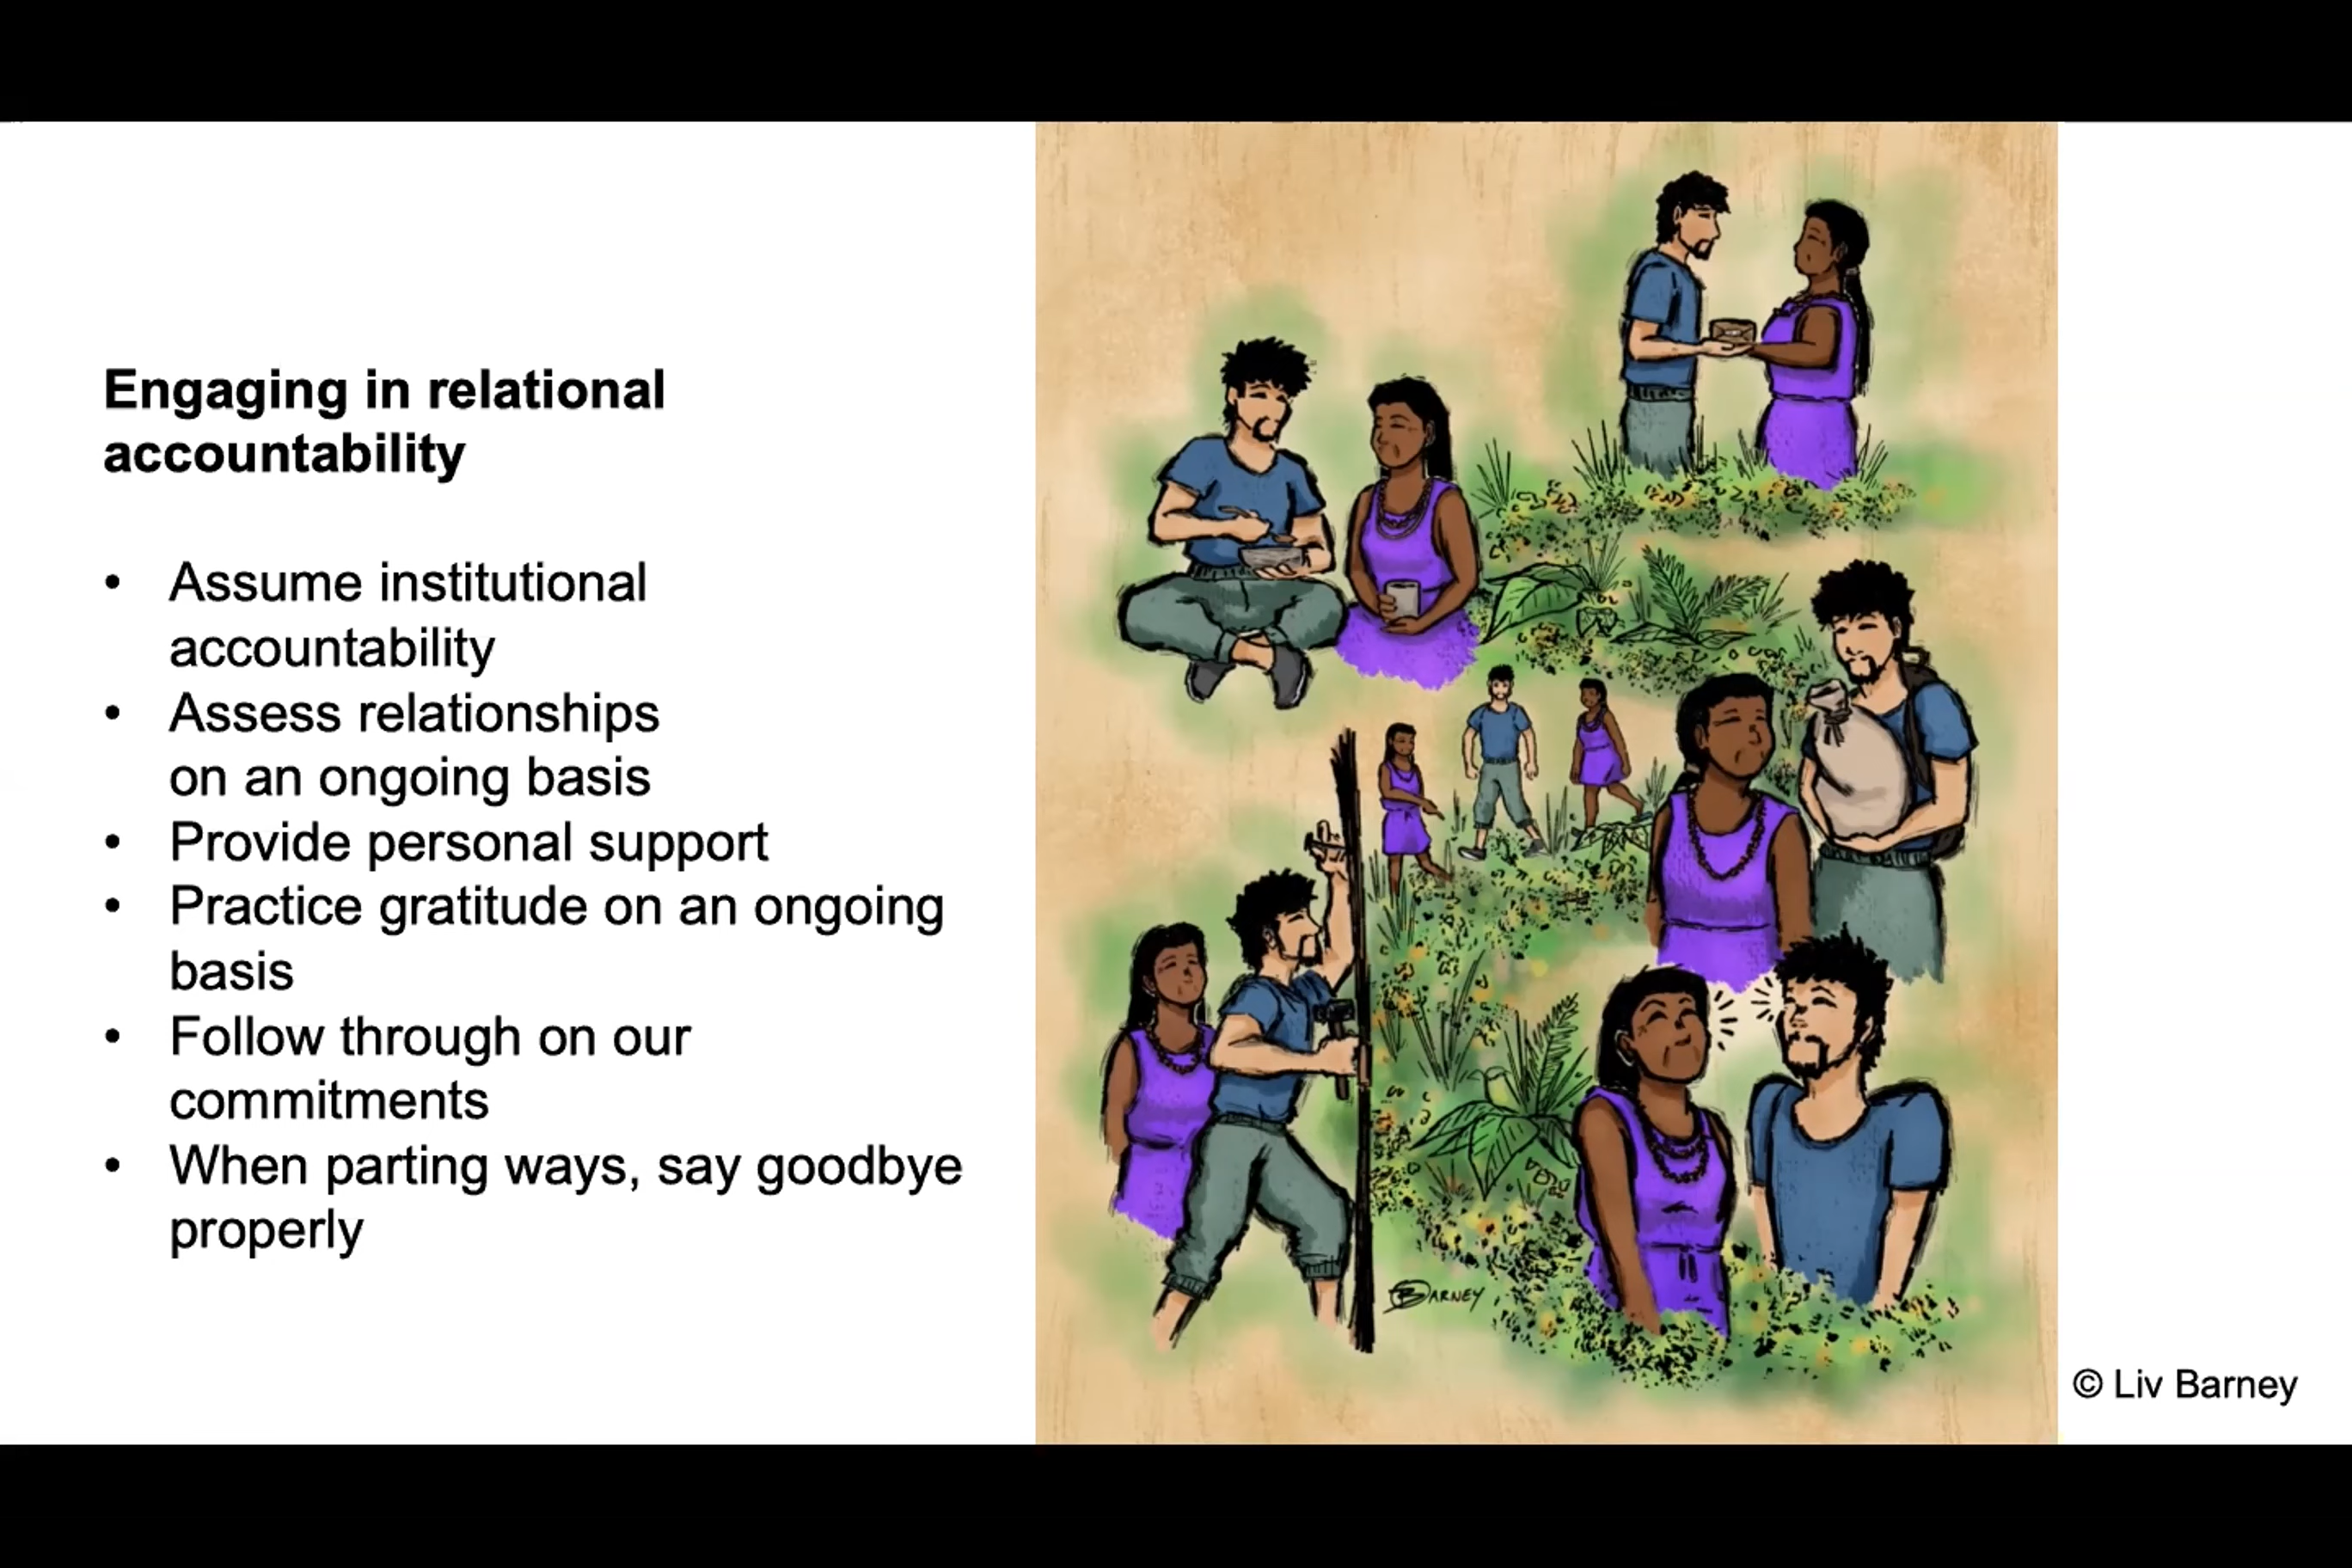 Engaging in relational
accountability
• Assume institutional
accountability
• Assess relationships
on an ongoing basis
• Provide personal support
• Practice gratitude on an ongoing
basis
• Follow through on our
commitments
• When parting ways, say goodbye
properly
BARNEY
© Liv Barney